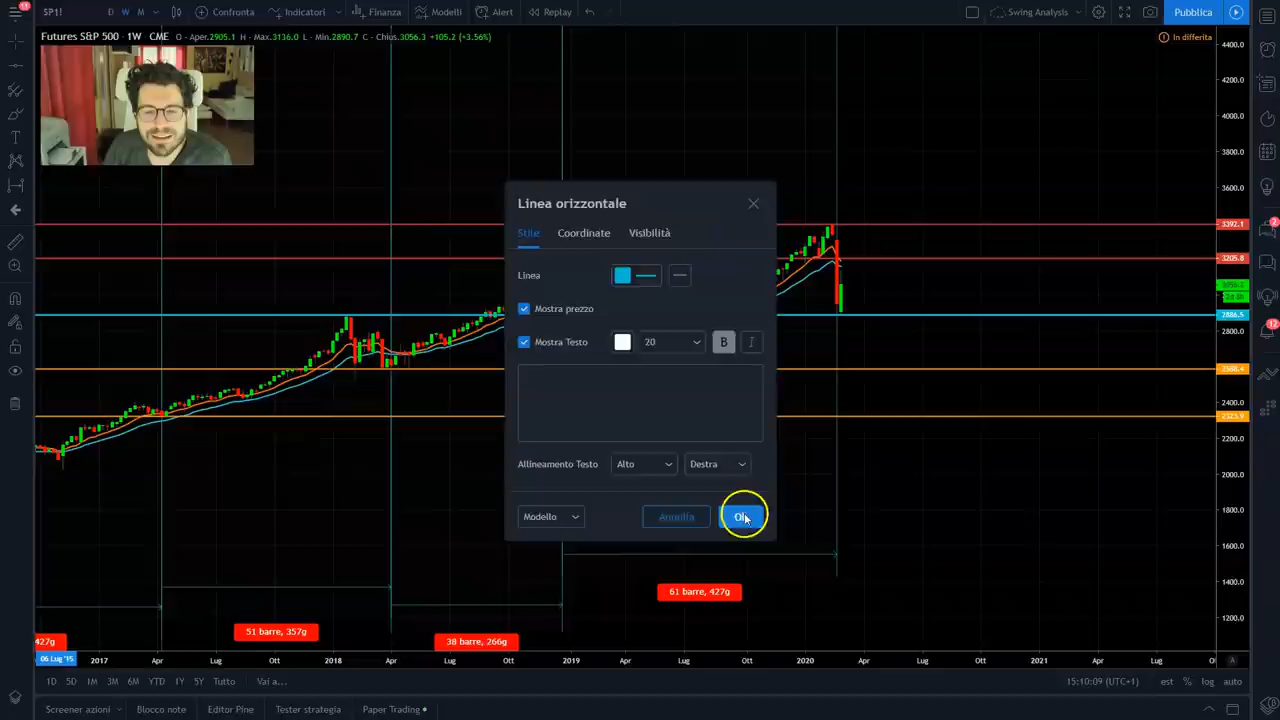 11
SP1!
D
W
M
Confronta
Indicatori
Finanza
Modelli
Alert
Replay
Swing Analysis
Pubblica
Futures S&P 500 · 1W · CME
O - Aper.2905.1 H - Max.3136.0 L - Min.2890.7 C - Chius.3056.3 +105.2 (+3.56%)
In differita
4400.0
4200.0
4000.0
3800.0
3600.0
3392.1
3205.8
2886.5
2800.0
2588.4
2400.0
2323.9
2200.0
2000.0
1800.0
1600.0
1400.0
1200.0
2
12
Linea orizzontale
Stile
Coordinate
Visibilità
Linea
Mostra prezzo
Mostra Testo
20
B
I
Allineamento Testo
Alto
Destra
Modello
Annulla
Ok
427g
51 barre, 357g
38 barre, 266g
61 barre, 427g
06 Lug '15
2017
Apr
Lug
Ott
2018
Apr
Lug
Ott
2019
Apr
Lug
Ott
2020
Apr
Lug
Ott
2021
Apr
Lug
A
1D
5D
1M
3M
6M
YTD
1Y
5Y
Tutto
Vai a...
15:10:09 (UTC+1)
est
%
log
auto
Screener azioni
Blocco note
Editor Pine
Tester strategia
Paper Trading